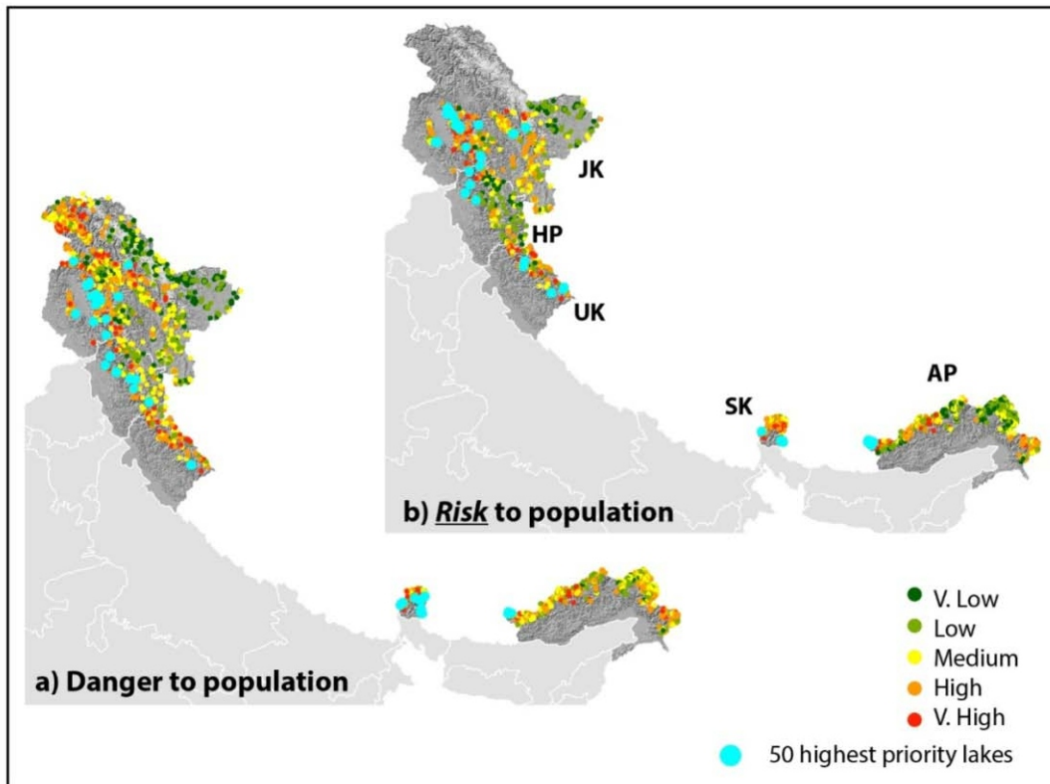 JK
HP
UK
SK
AP
b) Risk to population
a) Danger to population
V. Low
Low
Medium
High
V. High
50 highest priority lakes